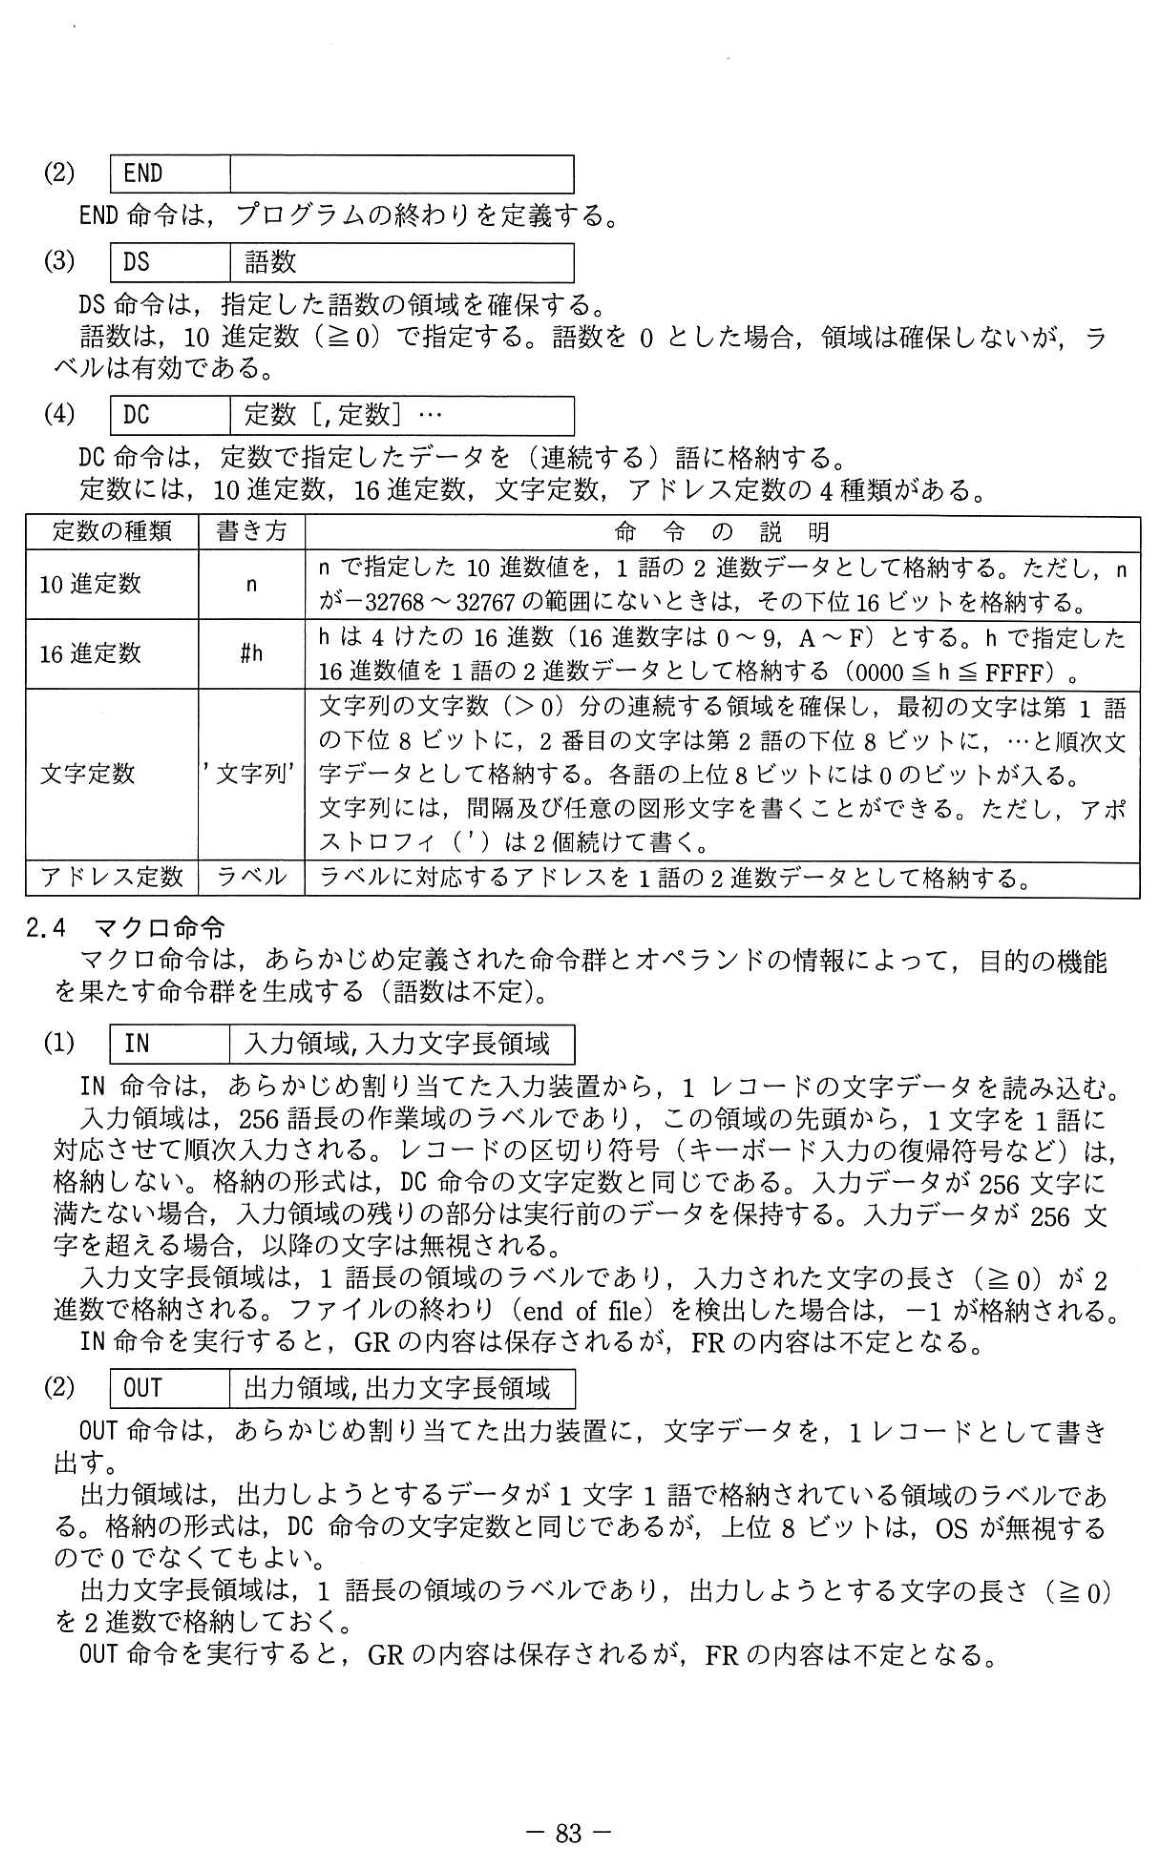 (2) END
END 命令は，プログラムの終わりを定義する。
(3) DS 語数
DS 命令は，指定した語数の領域を確保する。
語数は，10 進定数（≧0）で指定する。語数を 0 とした場合，領域は確保しないが，ラ
ベルは有効である。
(4) DC 定数［,定数］…
DC 命令は，定数で指定したデータを（連続する）語に格納する。
定数には，10 進定数，16 進定数，文字定数，アドレス定数の 4 種類がある。
定数の種類 書き方 命 令 の 説 明
10 進定数 n n で指定した 10 進数値を，1 語の 2 進数データとして格納する。ただし，n
が－32768～32767 の範囲にないときは，その下位 16 ビットを格納する。
16 進定数 #h h は 4 けたの 16 進数（16 進数字は 0～9，A～F）とする。h で指定した
16 進数値を 1 語の 2 進数データとして格納する（0000≦h≦FFFF）。
文字定数 '文字列' 文字列の文字数（＞0）分の連続する領域を確保し，最初の文字は第 1 語
の下位 8 ビットに，2 番目の文字は第 2 語の下位 8 ビットに，…と順次文
字データとして格納する。各語の上位 8 ビットには 0 のビットが入る。
文字列には，間隔及び任意の図形文字を書くことができる。ただし，アポ
ストロフィ（'）は 2 個続けて書く。
アドレス定数 ラベル ラベルに対応するアドレスを 1 語の 2 進数データとして格納する。
2.4 マクロ命令
マクロ命令は，あらかじめ定義された命令群とオペランドの情報によって，目的の機能
を果たす命令群を生成する（語数は不定）。
(1) IN 入力領域,入力文字長領域
IN 命令は，あらかじめ割り当てた入力装置から，1 レコードの文字データを読み込む。
入力領域は，256 語長の作業域のラベルであり，この領域の先頭から，1 文字を 1 語に
対応させて順次入力される。レコードの区切り符号（キーボード入力の復帰符号など）は，
格納しない。格納の形式は，DC 命令の文字定数と同じである。入力データが 256 文字に
満たない場合，入力領域の残りの部分は実行前のデータを保持する。入力データが 256 文
字を超える場合，以降の文字は無視される。
入力文字長領域は，1 語長の領域のラベルであり，入力された文字の長さ（≧0）が 2
進数で格納される。ファイルの終わり（end of file）を検出した場合は，－1 が格納される。
IN 命令を実行すると，GR の内容は保存されるが，FR の内容は不定となる。
(2) OUT 出力領域,出力文字長領域
OUT 命令は，あらかじめ割り当てた出力装置に，文字データを，1 レコードとして書き
出す。
出力領域は，出力しようとするデータが 1 文字 1 語で格納されている領域のラベルであ
る。格納の形式は，DC 命令の文字定数と同じであるが，上位 8 ビットは，OS が無視する
ので 0 でなくてもよい。
出力文字長領域は，1 語長の領域のラベルであり，出力しようとする文字の長さ（≧0）
を 2 進数で格納しておく。
OUT 命令を実行すると，GR の内容は保存されるが，FR の内容は不定となる。
－ 83 －